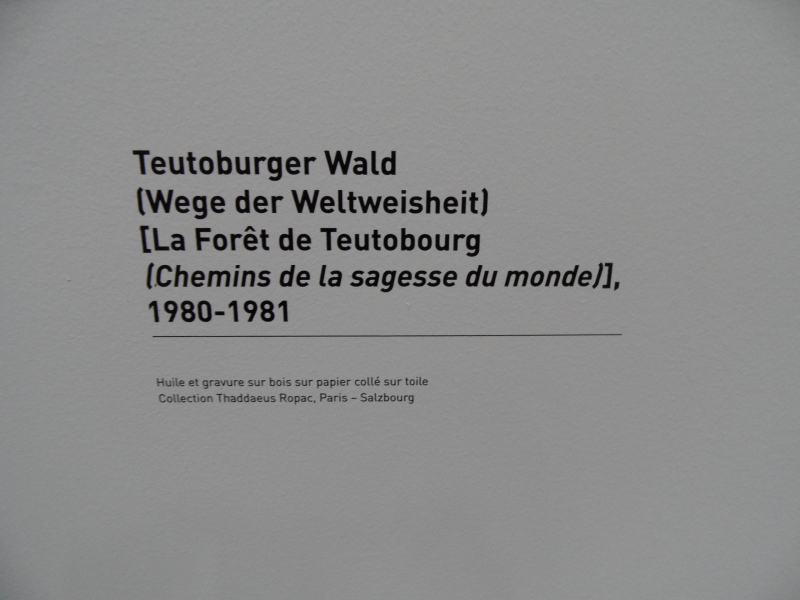 Teutoburger Wald
(Wege der Weltweisheit)
[La Forêt de Teutobourg
(Chemins de la sagesse du monde)],
1980-1981
Huile et gravure sur bois sur papier collé sur toile
Collection Thaddaeus Ropac, Paris – Salzbourg